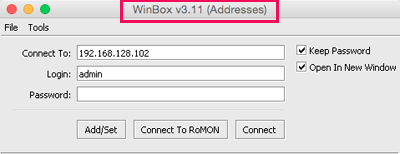 WinBox v3.11 (Addresses)
File Tools
Connect To: 192.168.128.102 Keep Password
Login: admin Open In New Window
Password:
Add/Set Connect To RoMON Connect